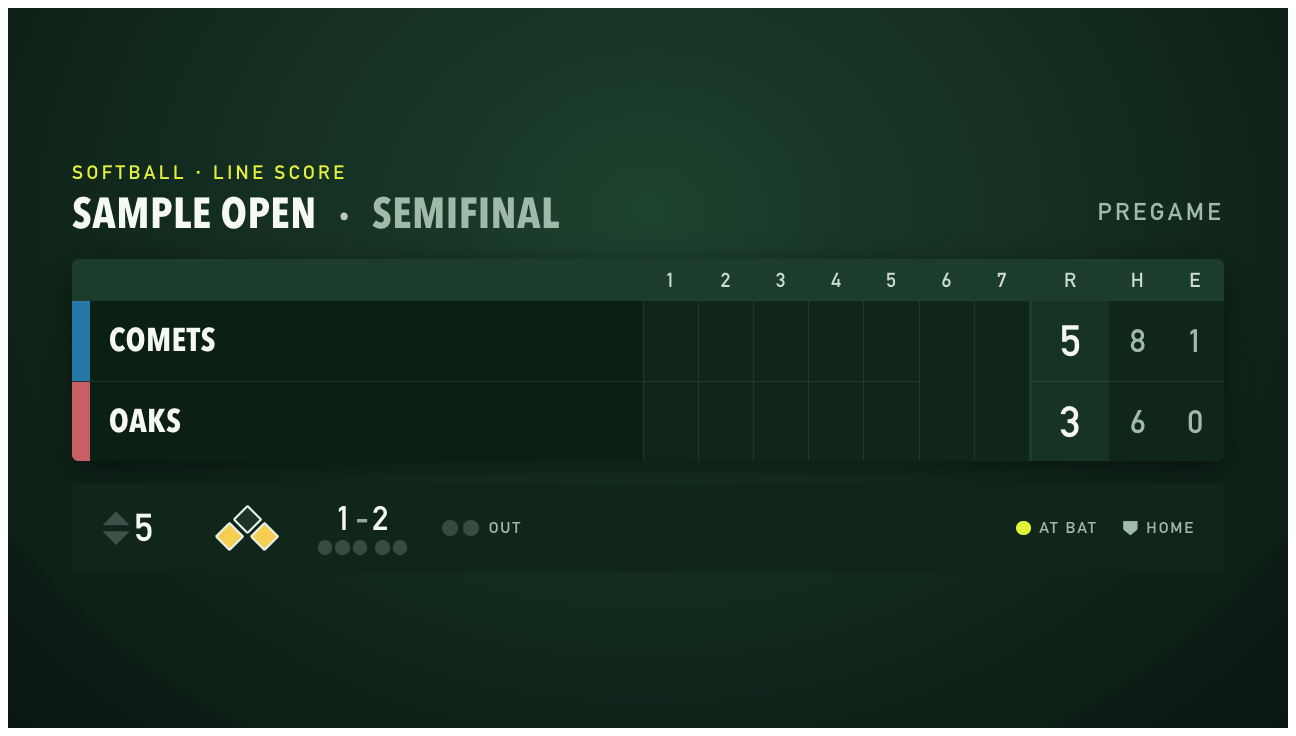 SOFTBALL · LINE SCORE
SAMPLE OPEN • SEMIFINAL
PREGAME
1 2 3 4 5 6 7 R H E
COMETS 5 8 1
OAKS 3 6 0
5 1-2 OUT AT BAT HOME